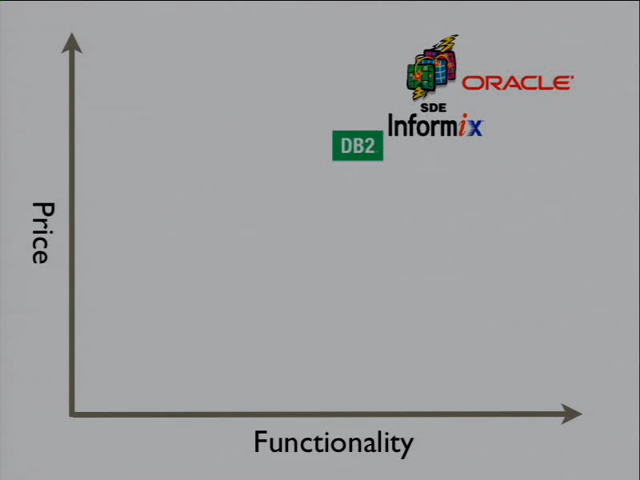 ORACLE
SDE
Informix
DB2
Price
Functionality